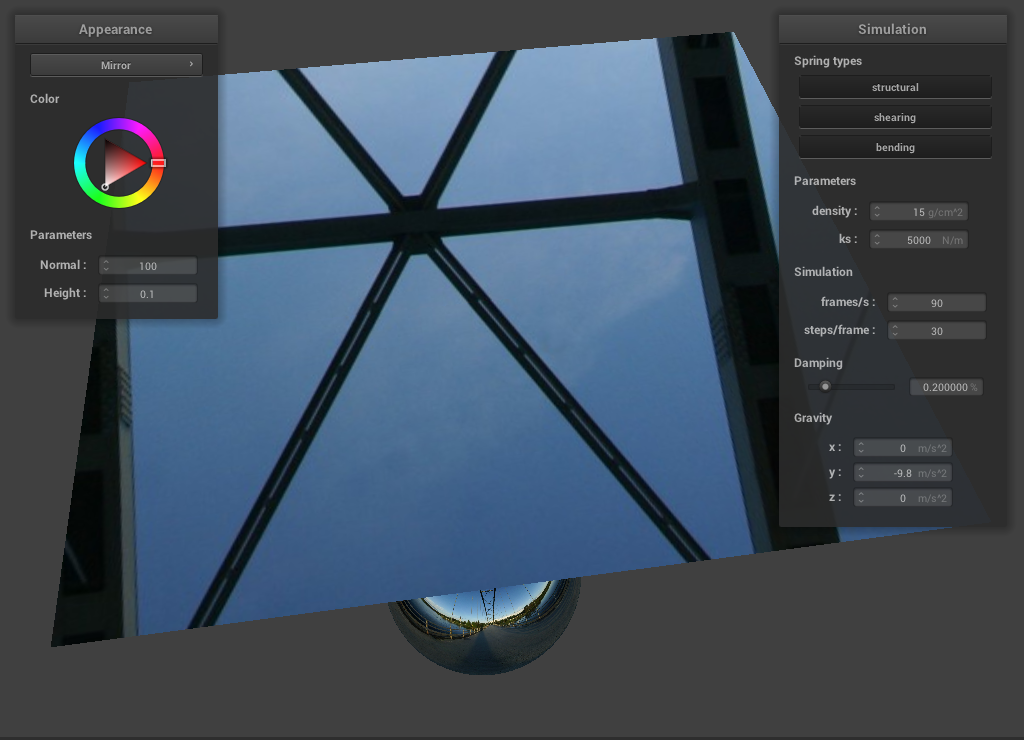 Appearance
Mirror ›
Color
Parameters
Normal : 100
Height : 0.1
Simulation
Spring types
structural
shearing
bending
Parameters
density : 15 g/cm^2
ks : 5000 N/m
Simulation
frames/s : 90
steps/frame : 30
Damping
0.200000 %
Gravity
x : 0 m/s^2
y : -9.8 m/s^2
z : 0 m/s^2